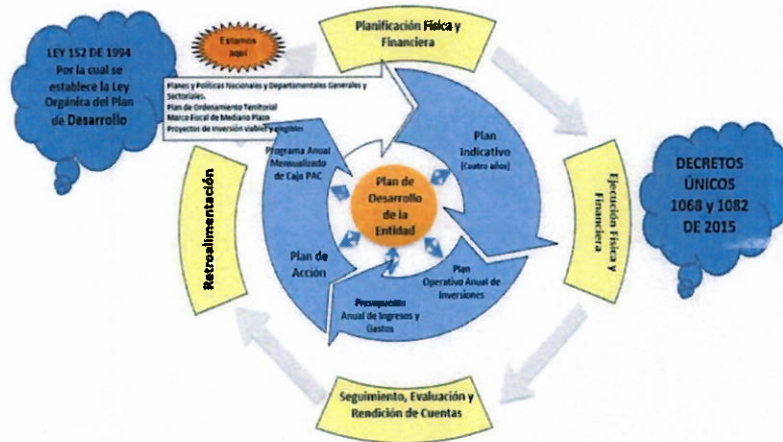 LEY 152 DE 1994
Por la cual se
establece la Ley
Orgánica del Plan
de Desarrollo
Estamos
aquí
Planificación Física y
Financiera
Planes y Políticas Nacionales y Departamentales Generales y
Sectoriales.
Plan de Ordenamiento Territorial
Marco Fiscal de Mediano Plazo
Proyectos de Inversión viables y elegibles
Programa Anual
Mensualizado
de Caja PAC
Plan
Indicativo
(Cuatro años)
Plan de
Desarrollo
de la
Entidad
Retroalimentación
Ejecución Física y
Financiera
DECRETOS
ÚNICOS
1068 y 1082
DE 2015
Plan de
Acción
Plan
Operativo Anual de
Inversiones
Presupuesto
Anual de Ingresos y
Gastos
Seguimiento, Evaluación y
Rendición de Cuentas